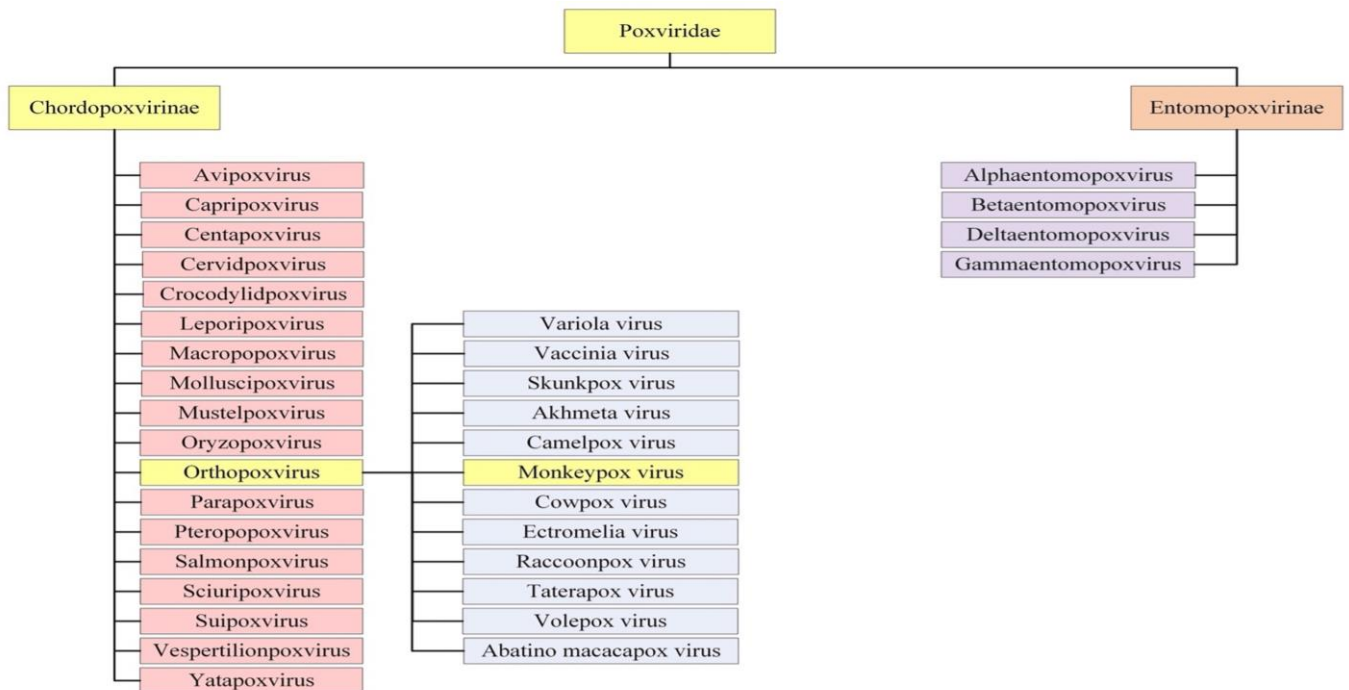 Poxviridae
Chordopoxvirinae
Entomopoxvirinae
Avipoxvirus
Capripoxvirus
Centapoxvirus
Cervidpoxvirus
Crocodylidpoxvirus
Leporipoxvirus
Macropopoxvirus
Molluscipoxvirus
Mustelpoxvirus
Oryzopoxvirus
Orthopoxvirus
Parapoxvirus
Pteropopoxvirus
Salmonpoxvirus
Sciuripoxvirus
Suipoxvirus
Vespertilionpoxvirus
Yatapoxvirus
Variola virus
Vaccinia virus
Skunkpox virus
Akhmeta virus
Camelpox virus
Monkeypox virus
Cowpox virus
Ectromelia virus
Raccoonpox virus
Taterapox virus
Volepox virus
Abatino macacapox virus
Alphaentomopoxvirus
Betaentomopoxvirus
Deltaentomopoxvirus
Gammaentomopoxvirus